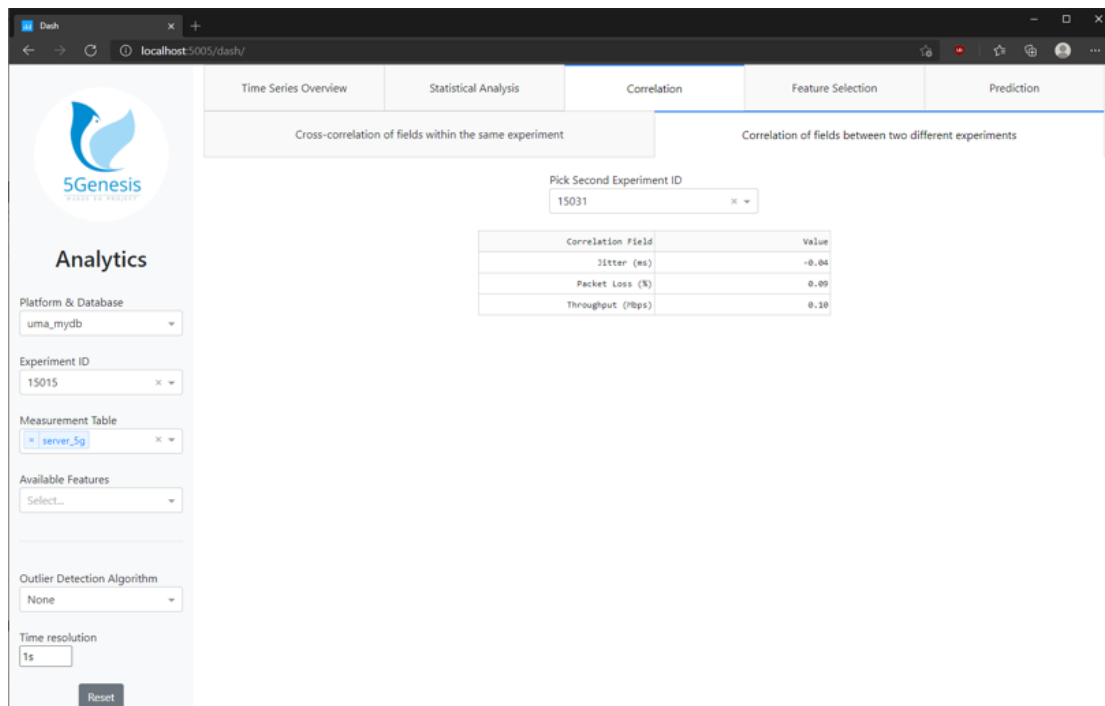 Dash
localhost:5005/dash/
Time Series Overview
Statistical Analysis
Correlation
Feature Selection
Prediction
Cross-correlation of fields within the same experiment
Correlation of fields between two different experiments
5Genesis
Analytics
Platform & Database
uma_mydb
Experiment ID
15015
Measurement Table
× server_5g
Available Features
Select...
Outlier Detection Algorithm
None
Time resolution
1s
Reset
Pick Second Experiment ID
15031
Correlation Field Value
Jitter (ms) -0.04
Packet Loss (%) 0.09
Throughput (Mbps) 0.10